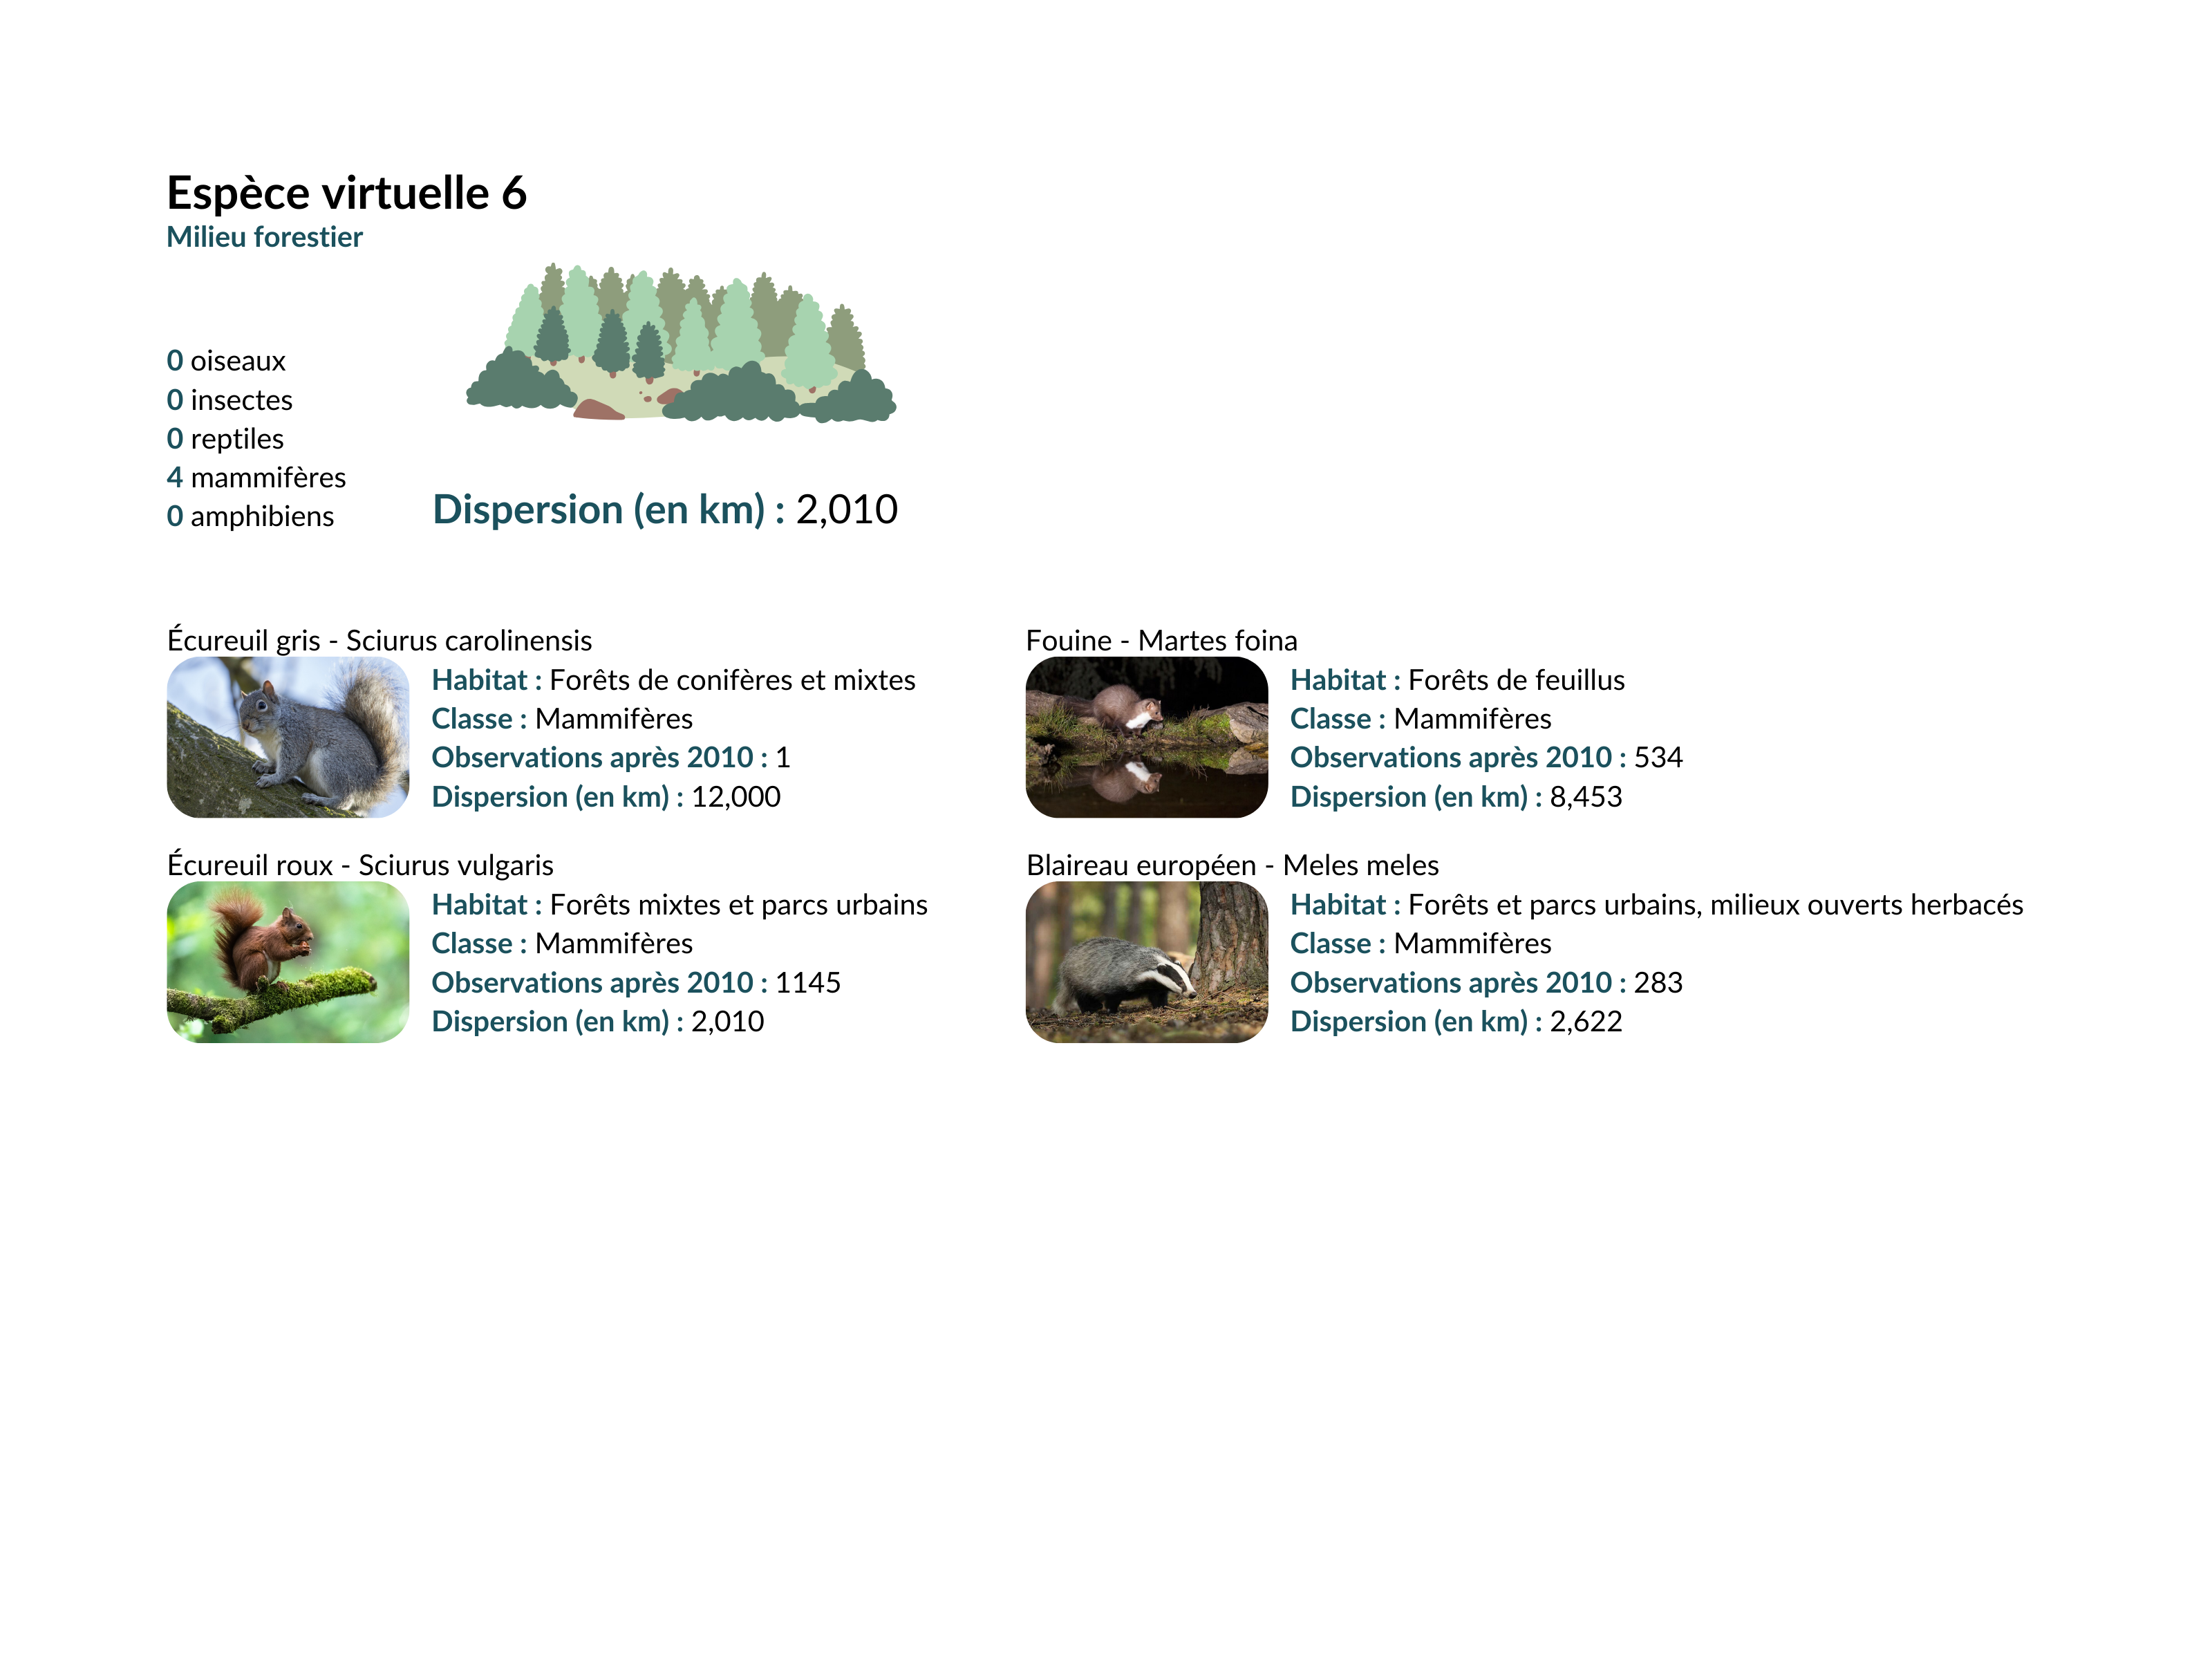 Espèce virtuelle 6
Milieu forestier
0 oiseaux
0 insectes
0 reptiles
4 mammifères
0 amphibiens
Dispersion (en km) : 2,010
Écureuil gris - Sciurus carolinensis
Habitat : Forêts de conifères et mixtes
Classe : Mammifères
Observations après 2010 : 1
Dispersion (en km) : 12,000
Fouine - Martes foina
Habitat : Forêts de feuillus
Classe : Mammifères
Observations après 2010 : 534
Dispersion (en km) : 8,453
Écureuil roux - Sciurus vulgaris
Habitat : Forêts mixtes et parcs urbains
Classe : Mammifères
Observations après 2010 : 1145
Dispersion (en km) : 2,010
Blaireau européen - Meles meles
Habitat : Forêts et parcs urbains, milieux ouverts herbacés
Classe : Mammifères
Observations après 2010 : 283
Dispersion (en km) : 2,622